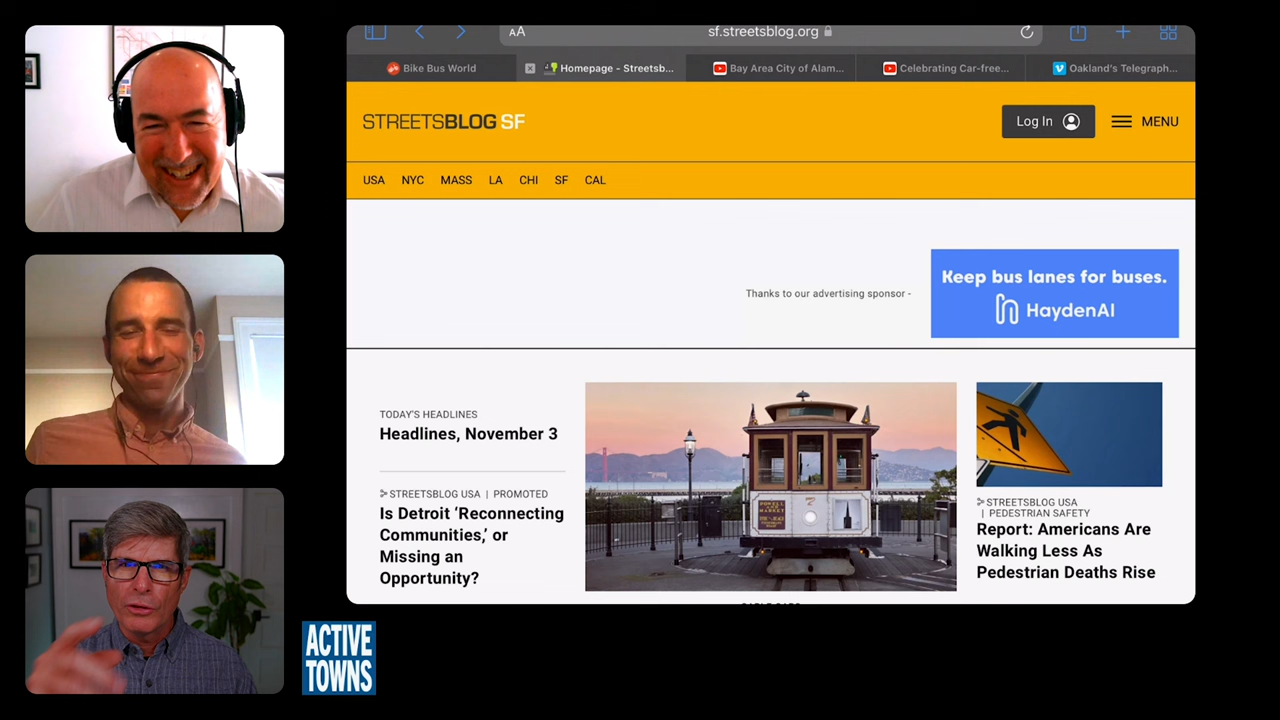 AA
sf.streetsblog.org
Bike Bus World
Homepage - Streetsb...
Bay Area City of Alam...
Celebrating Car-free...
Oakland's Telegraph...
STREETSBLOG SF
Log In
MENU
USA NYC MASS LA CHI SF CAL
Thanks to our advertising sponsor -
Keep bus lanes for buses.
HaydenAI
TODAY'S HEADLINES
Headlines, November 3
STREETSBLOG USA | PROMOTED
Is Detroit ‘Reconnecting
Communities,’ or
Missing an
Opportunity?
STREETSBLOG USA
| PEDESTRIAN SAFETY
Report: Americans Are
Walking Less As
Pedestrian Deaths Rise
ACTIVE
TOWNS